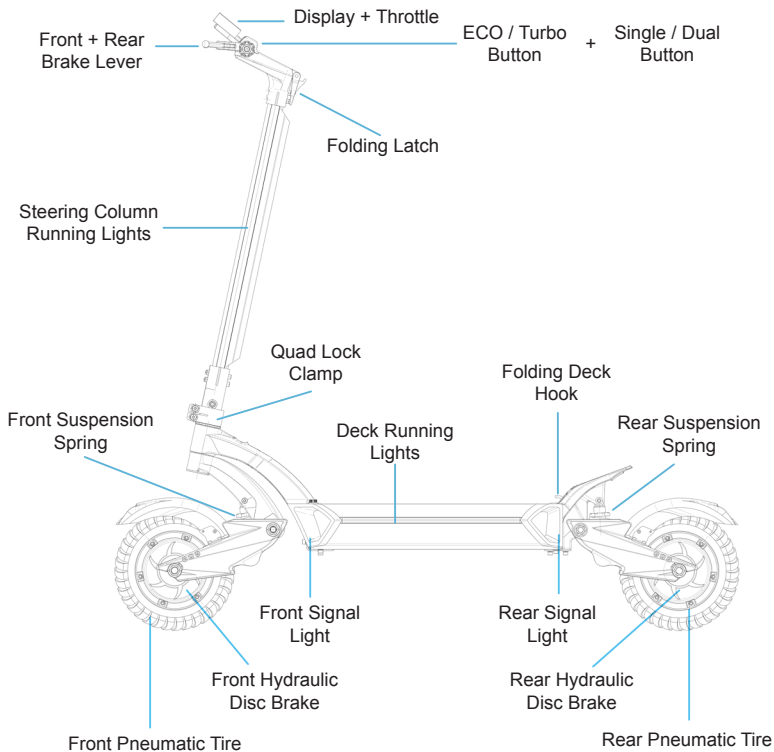 Display + Throttle
Front + Rear
Brake Lever
ECO / Turbo
Button
+
Single / Dual
Button
Folding Latch
Steering Column
Running Lights
Quad Lock
Clamp
Folding Deck
Hook
Front Suspension
Spring
Deck Running
Lights
Rear Suspension
Spring
Front Signal
Light
Rear Signal
Light
Front Hydraulic
Disc Brake
Rear Hydraulic
Disc Brake
Front Pneumatic Tire
Rear Pneumatic Tire